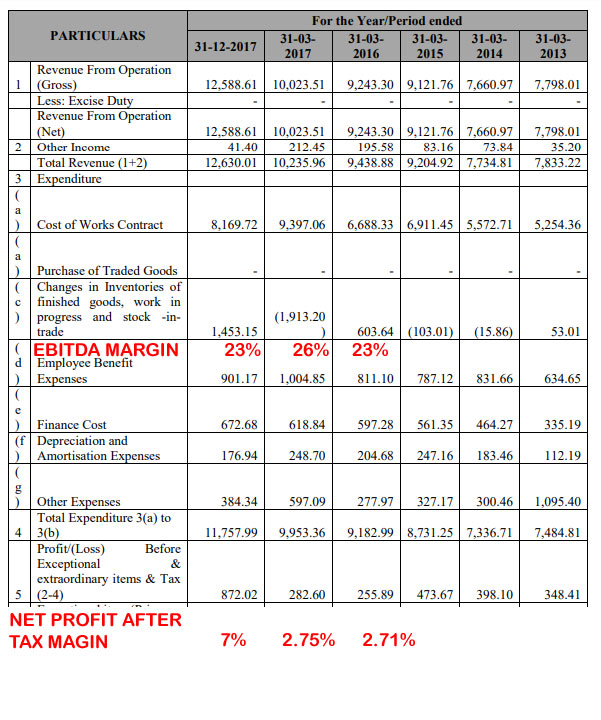 PARTICULARS
For the Year/Period ended
31-12-2017 31-03-2017 31-03-2016 31-03-2015 31-03-2014 31-03-2013
Revenue From Operation
1 (Gross) 12,588.61 10,023.51 9,243.30 9,121.76 7,660.97 7,798.01
Less: Excise Duty - - - - - -
Revenue From Operation
(Net) 12,588.61 10,023.51 9,243.30 9,121.76 7,660.97 7,798.01
2 Other Income 41.40 212.45 195.58 83.16 73.84 35.20
Total Revenue (1+2) 12,630.01 10,235.96 9,438.88 9,204.92 7,734.81 7,833.22
3 Expenditure
(
a
) Cost of Works Contract 8,169.72 9,397.06 6,688.33 6,911.45 5,572.71 5,254.36
(
a
) Purchase of Traded Goods - - - - - -
( Changes in Inventories of
c finished goods, work in
) progress and stock -in- (1,913.20
trade 1,453.15 ) 603.64 (103.01) (15.86) 53.01
( EBITDA MARGIN 23% 26% 23%
d Employee Benefit
) Expenses 901.17 1,004.85 811.10 787.12 831.66 634.65
(
e
) Finance Cost 672.68 618.84 597.28 561.35 464.27 335.19
(f Depreciation and
) Amortisation Expenses 176.94 248.70 204.68 247.16 183.46 112.19
(
g
) Other Expenses 384.34 597.09 277.97 327.17 300.46 1,095.40
Total Expenditure 3(a) to
4 3(b) 11,757.99 9,953.36 9,182.99 8,731.25 7,336.71 7,484.81
Profit/(Loss) Before
Exceptional &
extraordinary items & Tax
5 (2-4) 872.02 282.60 255.89 473.67 398.10 348.41
NET PROFIT AFTER
TAX MAGIN 7% 2.75% 2.71%